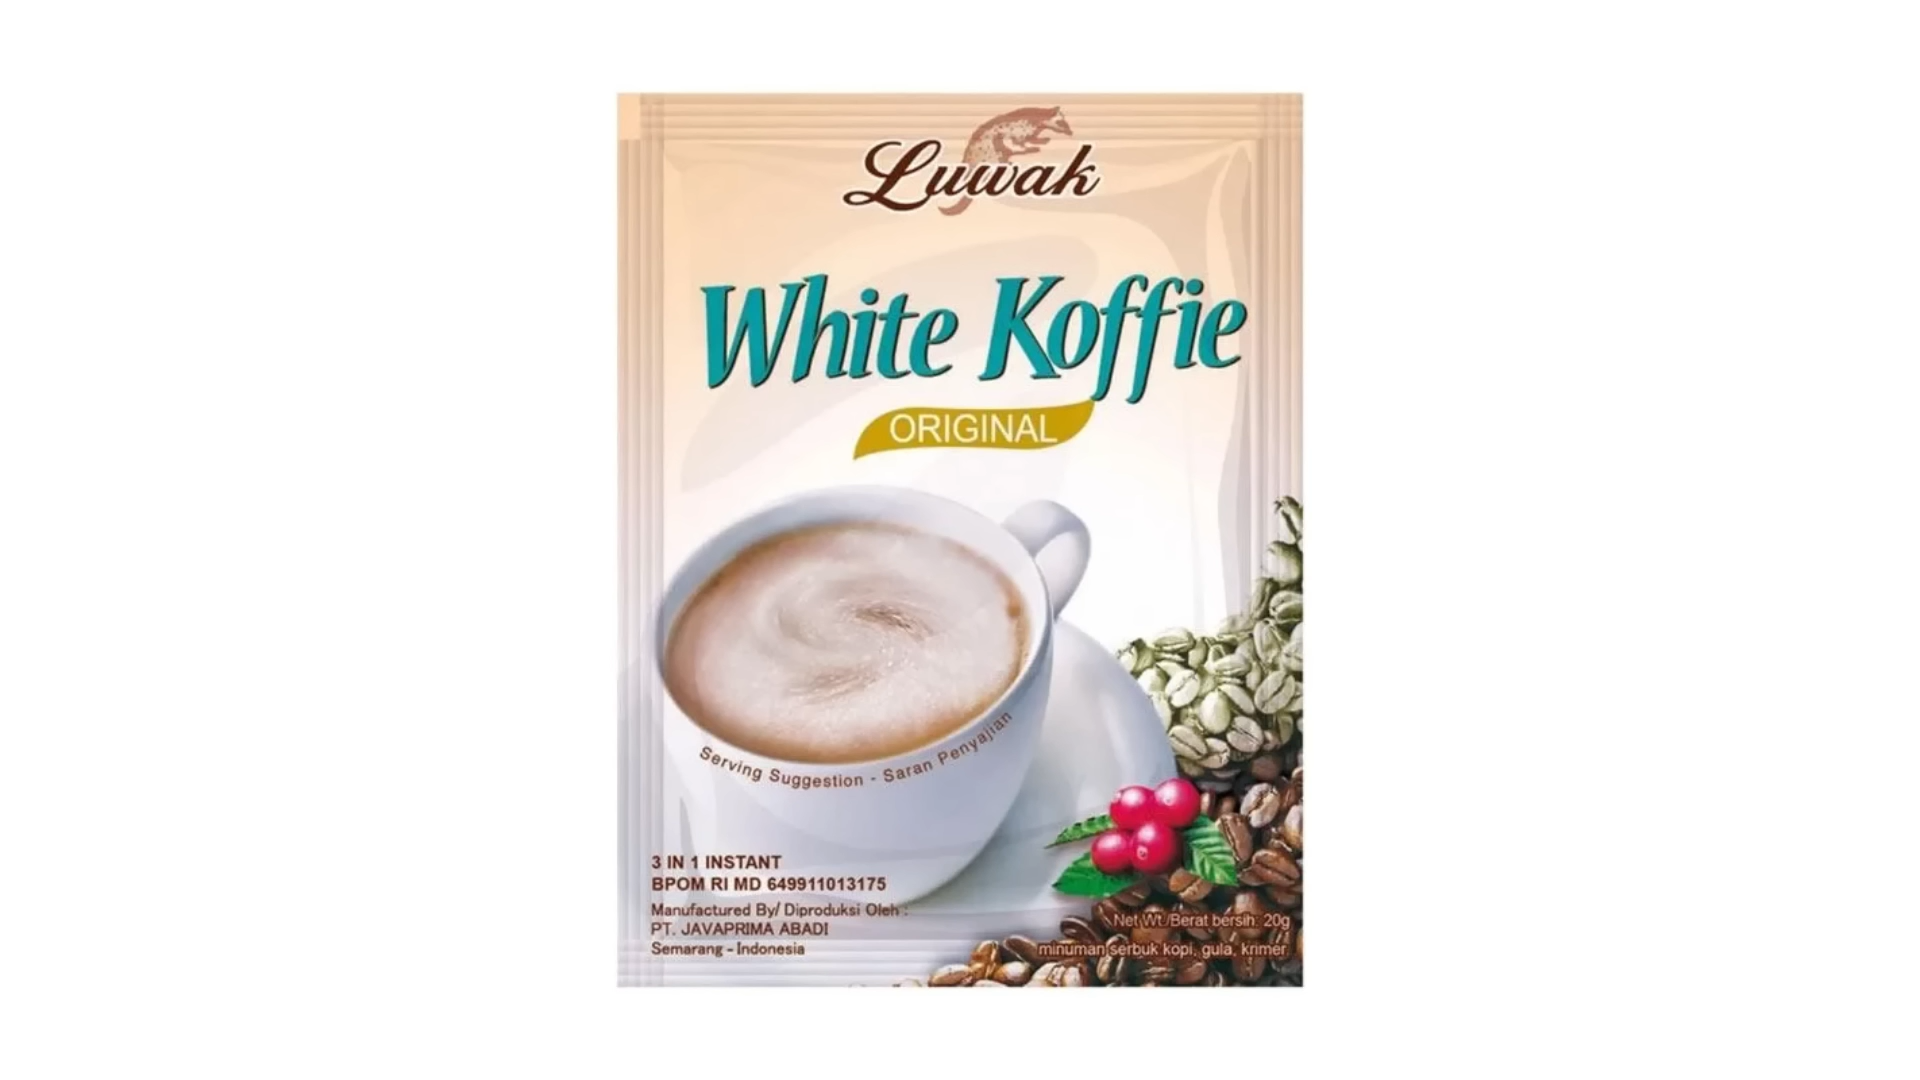 Luwak
White Koffie
ORIGINAL
Serving Suggestion - Saran Penyajian
3 IN 1 INSTANT
BPOM RI MD 649911013175
Manufactured By/ Diproduksi Oleh :
PT. JAVAPRIMA ABADI
Semarang - Indonesia
Net Wt./Berat bersih: 20g
minuman serbuk kopi, gula, krimer